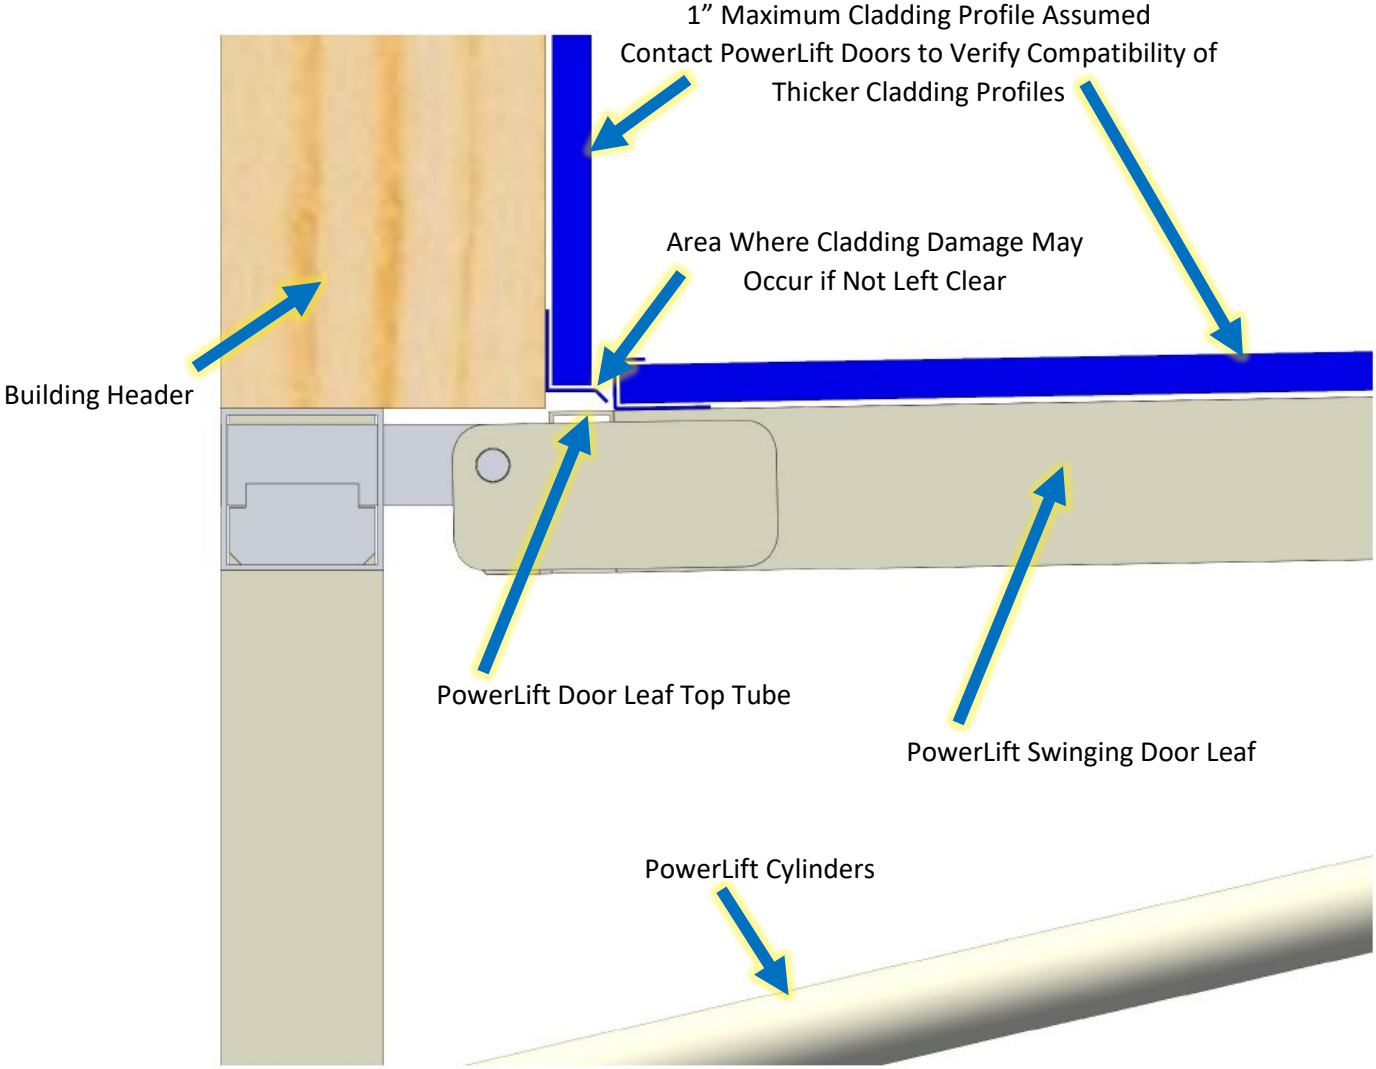 1” Maximum Cladding Profile Assumed
Contact PowerLift Doors to Verify Compatibility of
Thicker Cladding Profiles
Area Where Cladding Damage May
Occur if Not Left Clear
Building Header
PowerLift Door Leaf Top Tube
PowerLift Swinging Door Leaf
PowerLift Cylinders